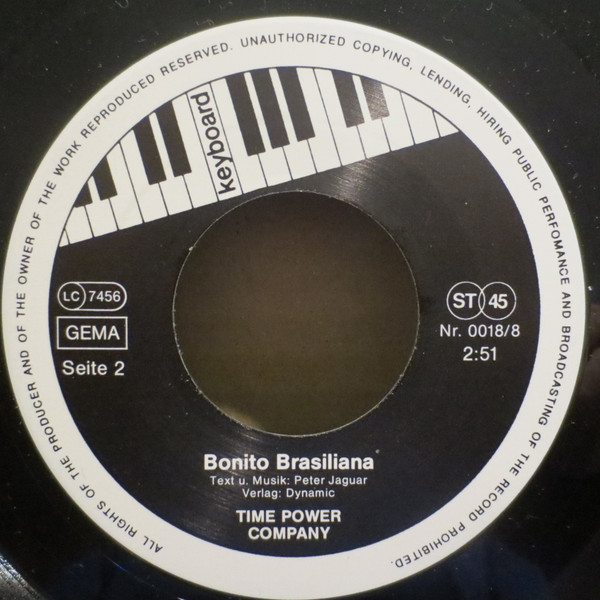 ALL RIGHTS OF THE PRODUCER AND OF THE OWNER OF THE WORK REPRODUCED RESERVED. UNAUTHORIZED COPYING, LENDING, HIRING PUBLIC PERFOMANCE AND BROADCASTING OF THE RECORD PROHIBITED.
keyboard
LC 7456
GEMA
Seite 2
ST 45
Nr. 0018/8
2:51
Bonito Brasiliana
Text u. Musik: Peter Jaguar
Verlag: Dynamic
TIME POWER
COMPANY